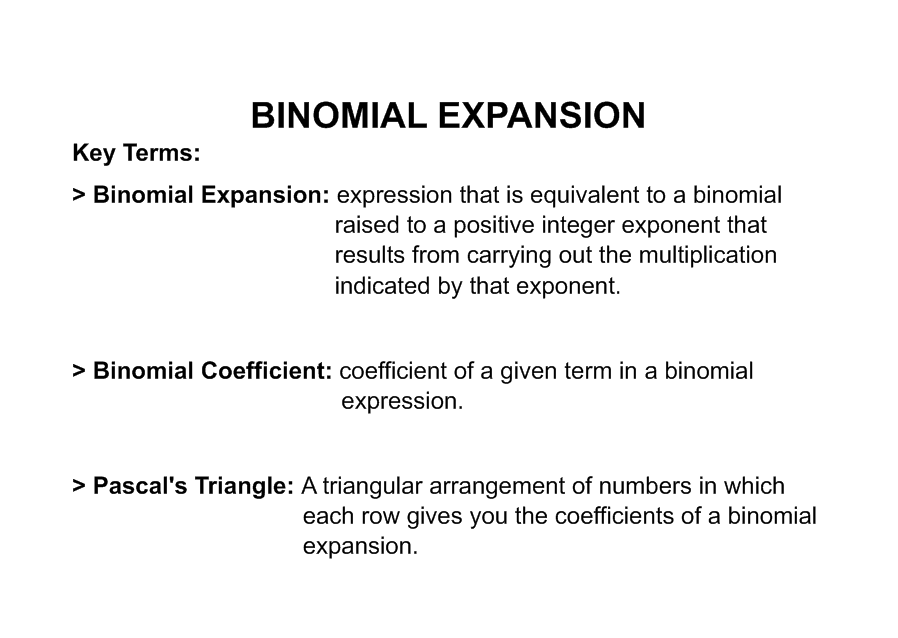 BINOMIAL EXPANSION
Key Terms:
> Binomial Expansion: expression that is equivalent to a binomial
raised to a positive integer exponent that
results from carrying out the multiplication
indicated by that exponent.
> Binomial Coefficient: coefficient of a given term in a binomial
expression.
> Pascal's Triangle: A triangular arrangement of numbers in which
each row gives you the coefficients of a binomial
expansion.